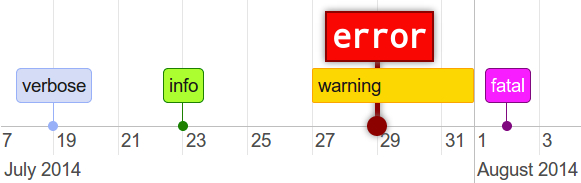 error
verbose info warning fatal
7 19 21 23 25 27 29 31 1 3
July 2014 August 2014